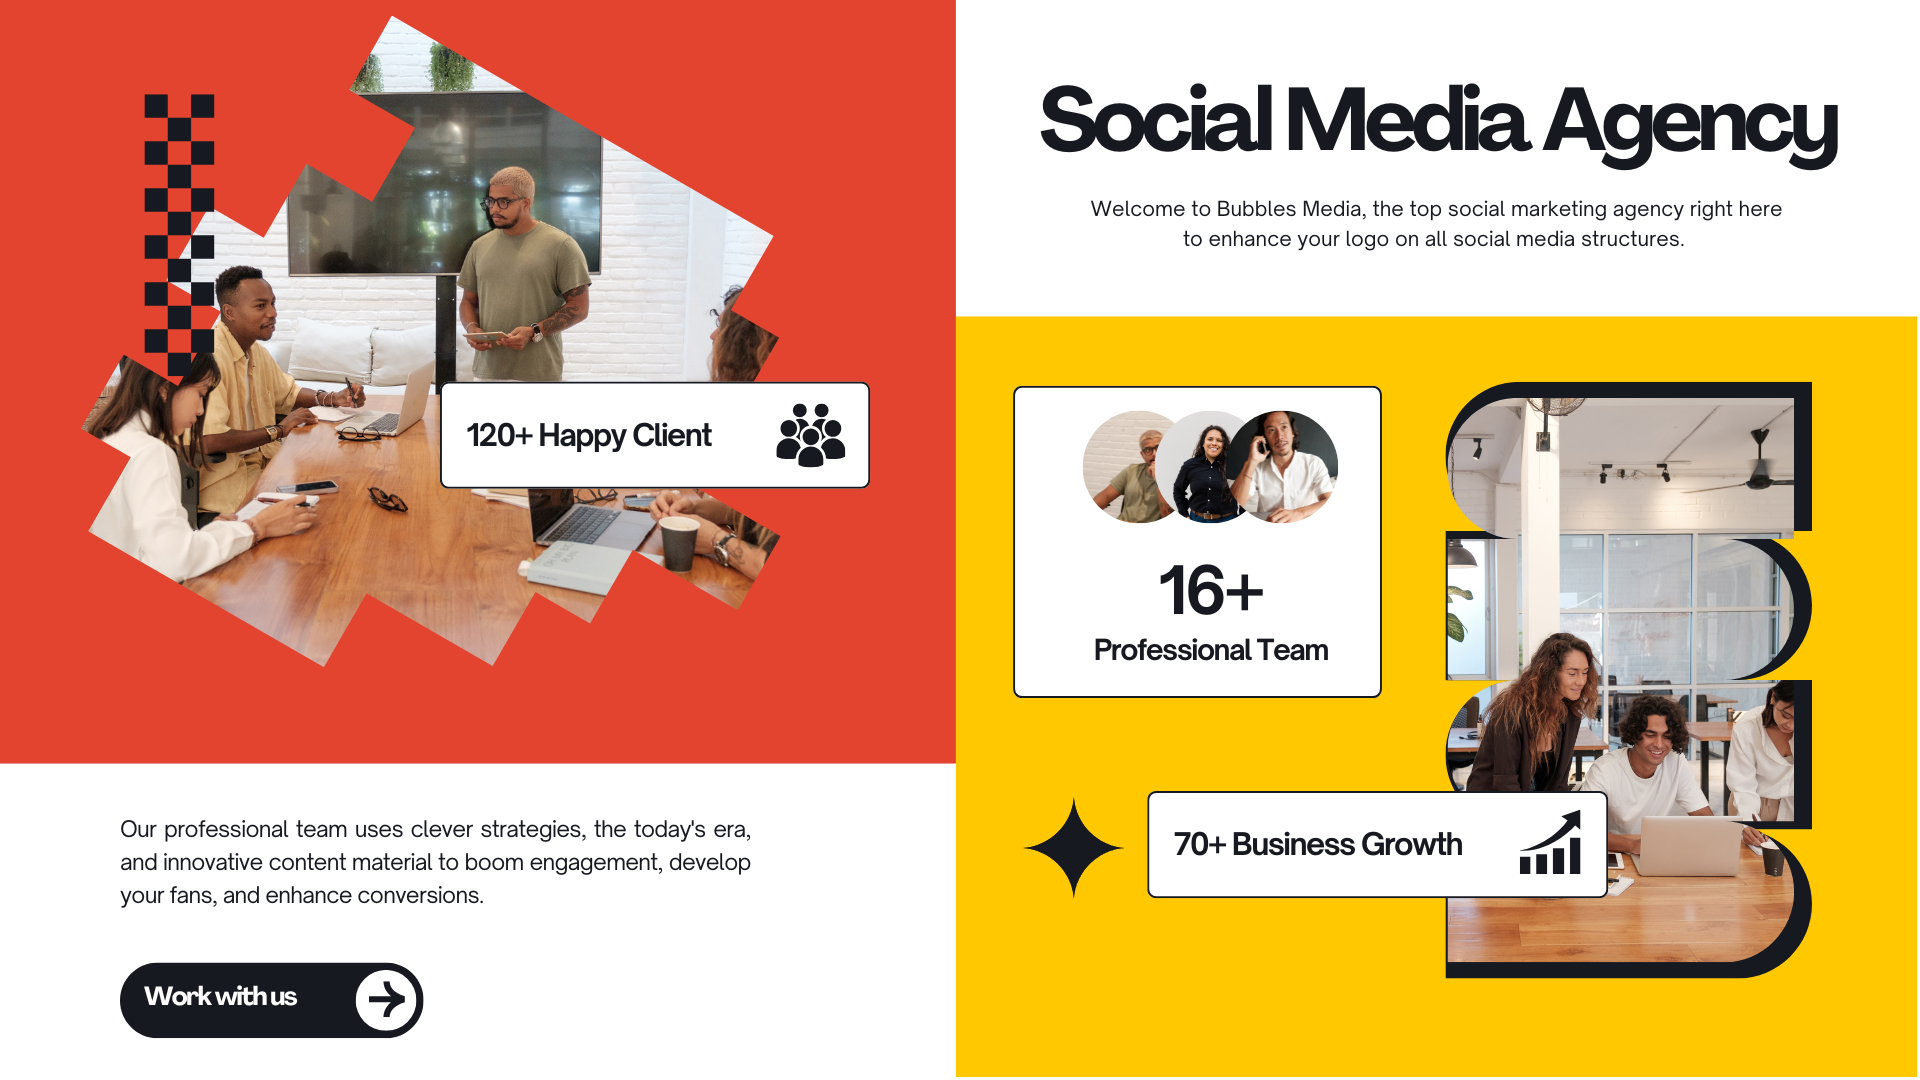 Social Media Agency
Welcome to Bubbles Media, the top social marketing agency right here
to enhance your logo on all social media structures.
120+ Happy Client
16+
Professional Team
70+ Business Growth
Our professional team uses clever strategies, the today's era,
and innovative content material to boom engagement, develop
your fans, and enhance conversions.
Work with us